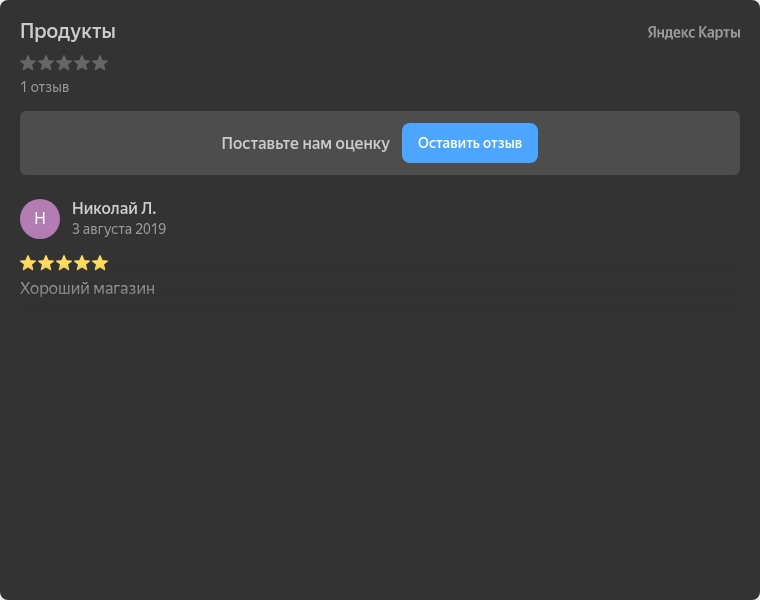 Продукты
Яндекс Карты
1 отзыв
Поставьте нам оценку
Оставить отзыв
Н
Николай Л.
3 августа 2019
Хороший магазин